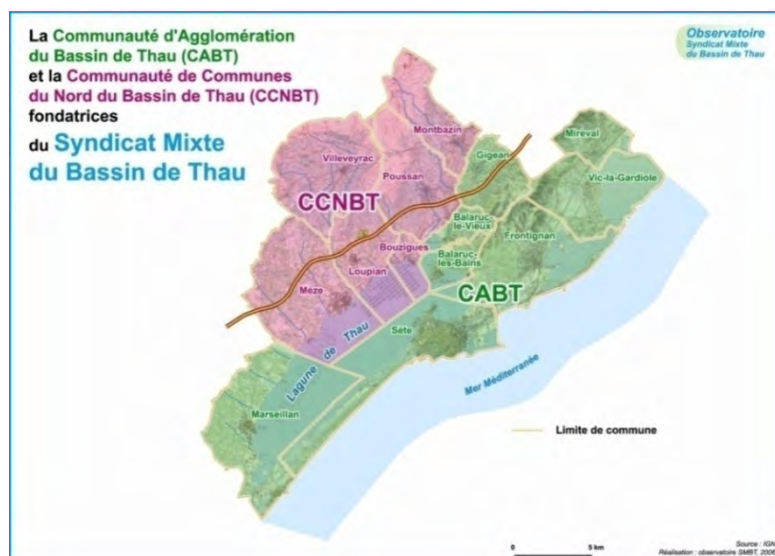 La Communauté d'Agglomération
du Bassin de Thau (CABT)
et la Communauté de Communes
du Nord du Bassin de Thau (CCNBT)
fondatrices
du Syndicat Mixte
du Bassin de Thau
Observatoire
Syndicat Mixte
du Bassin de Thau
Montbazin
Mireval
Villeveyrac
Gigean
Poussan
Vic-la-Gardiole
CCNBT
Balaruc-
le-Vieux
Frontignan
Bouzigues
Balaruc-
les-Bains
Loupian
Mèze
CABT
Sète
Lagune de Thau
Mer Méditerranée
Marseillan
Limite de commune
0 5 km
Source : IGN
Réalisation : observatoire SMBT, 2006